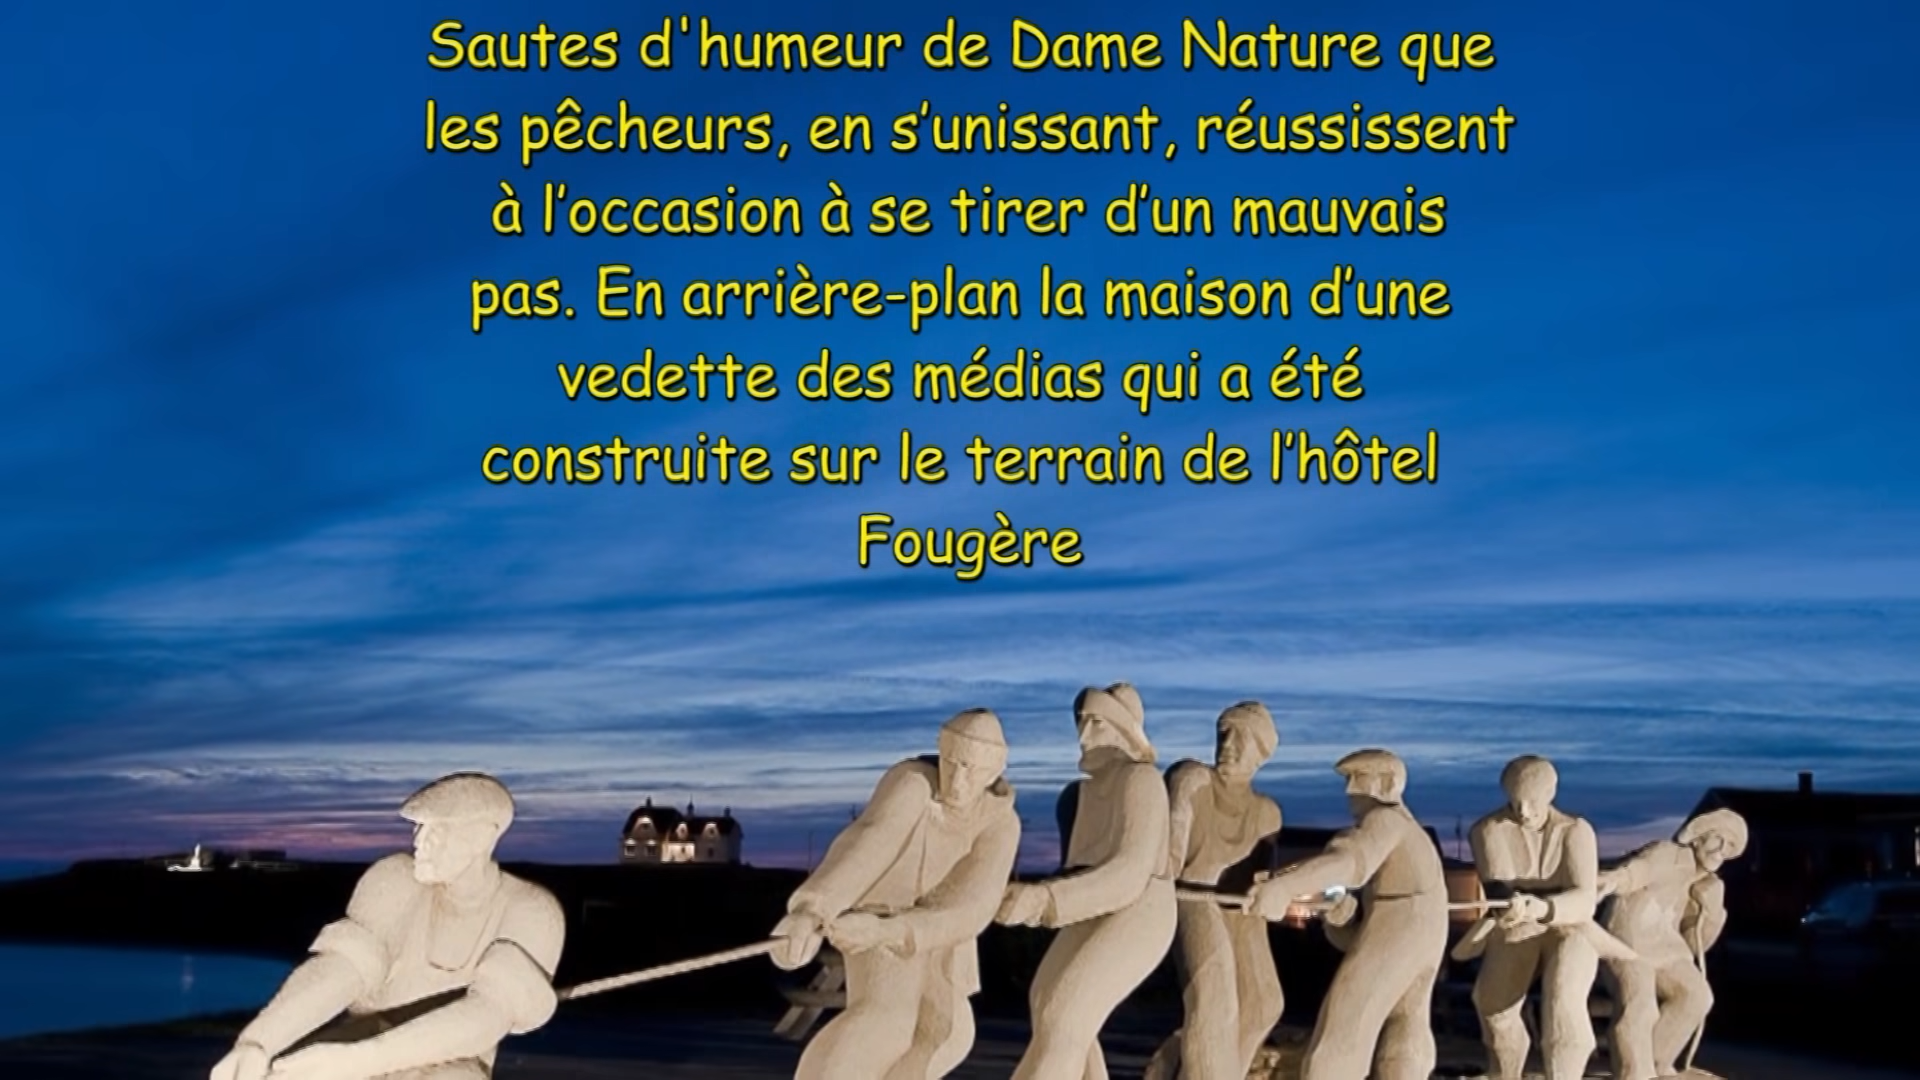 Sautes d'humeur de Dame Nature que
les pêcheurs, en s’unissant, réussissent
à l’occasion à se tirer d’un mauvais
pas. En arrière-plan la maison d’une
vedette des médias qui a été
construite sur le terrain de l’hôtel
Fougère